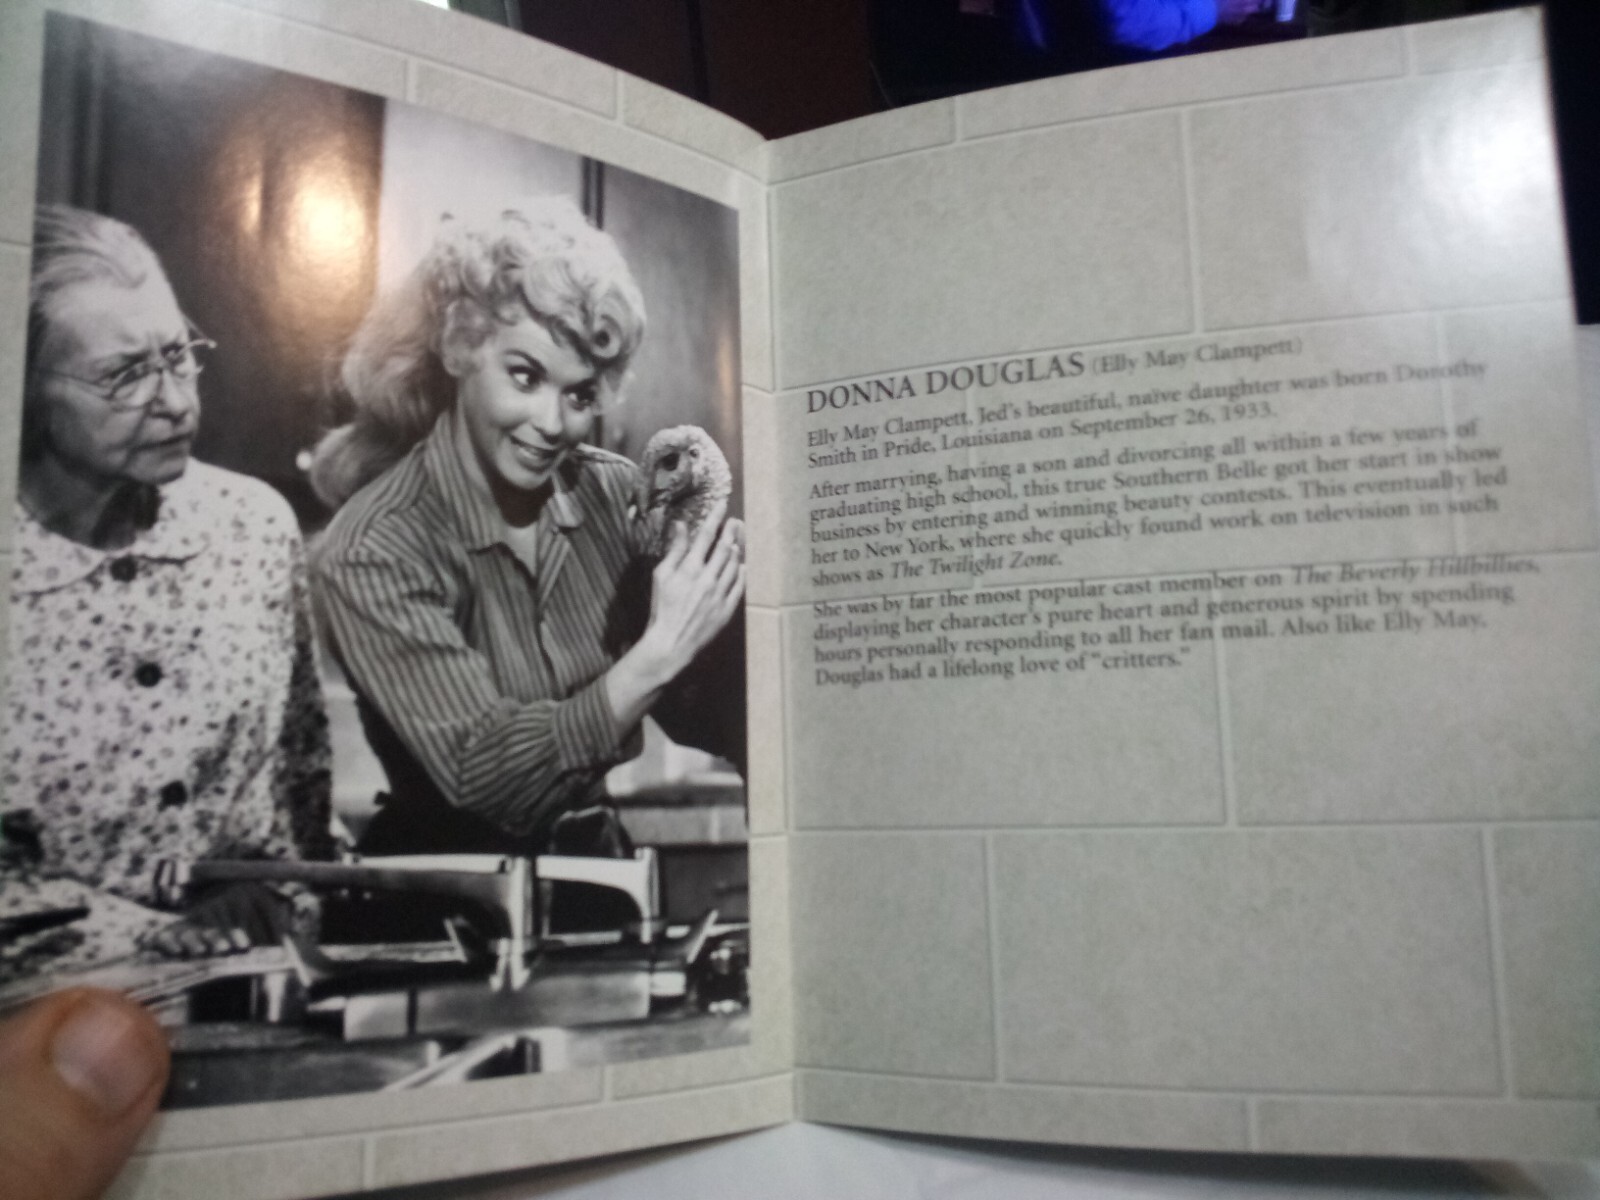 DONNA DOUGLAS (Elly May Clampett)
Elly May Clampett, Jed's beautiful, naïve daughter was born Dorothy
Smith in Pride, Louisiana on September 26, 1933.
After marrying, having a son and divorcing all within a few years of
graduating high school, this true Southern Belle got her start in show
business by entering and winning beauty contests. This eventually led
her to New York, where she quickly found work on television in such
shows as The Twilight Zone.
She was by far the most popular cast member on The Beverly Hillbillies,
displaying her character's pure heart and generous spirit by spending
hours personally responding to all her fan mail. Also like Elly May,
Douglas had a lifelong love of "critters."